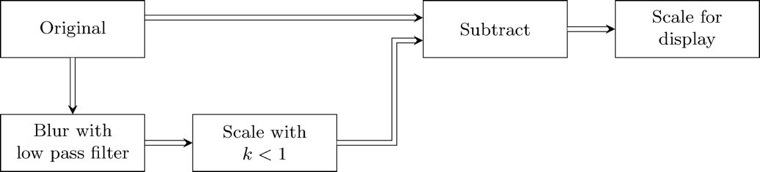 Original
Subtract
Scale for
display
Blur with
low pass filter
Scale with
k < 1